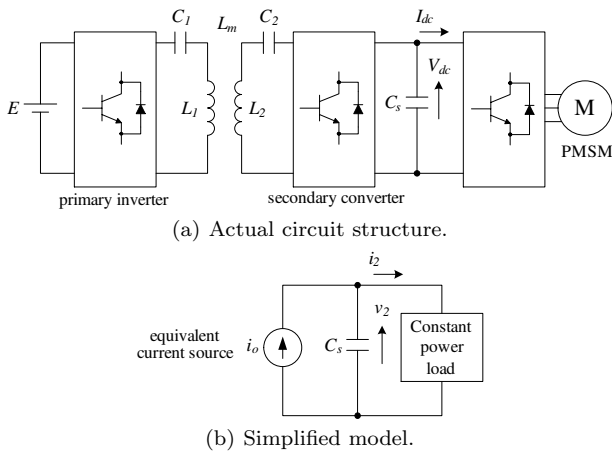 C1 Lm C2 Idc
E L1 L2 Cs Vdc M
PMSM
primary inverter secondary converter
(a) Actual circuit structure.
i2
equivalent
current source io Cs v2 Constant
power
load
(b) Simplified model.